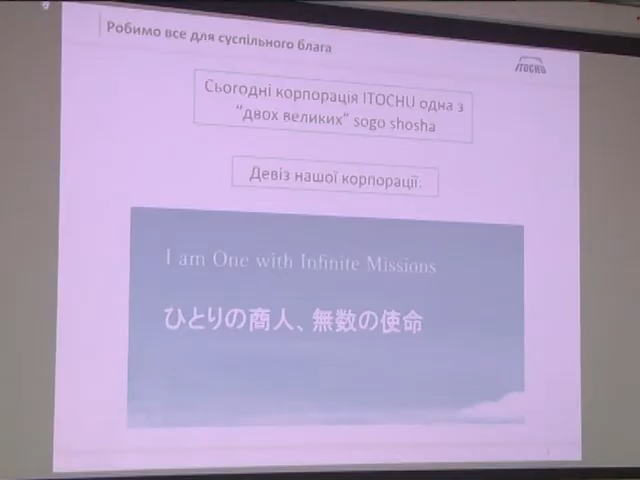 Робимо все для суспільного блага
ITOCHU
Сьогодні корпорація ITOCHU одна з
"двох великих" sogo shosha
Девіз нашої корпорації:
I am One with Infinite Missions
ひとりの商人、無数の使命